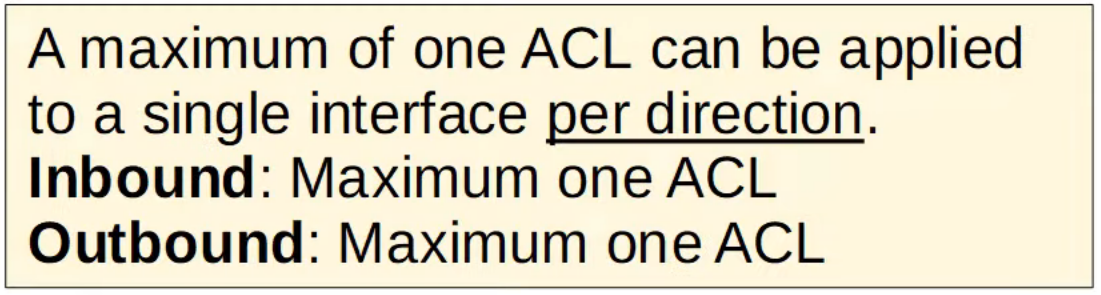 A maximum of one ACL can be applied
to a single interface per direction.
Inbound: Maximum one ACL
Outbound: Maximum one ACL